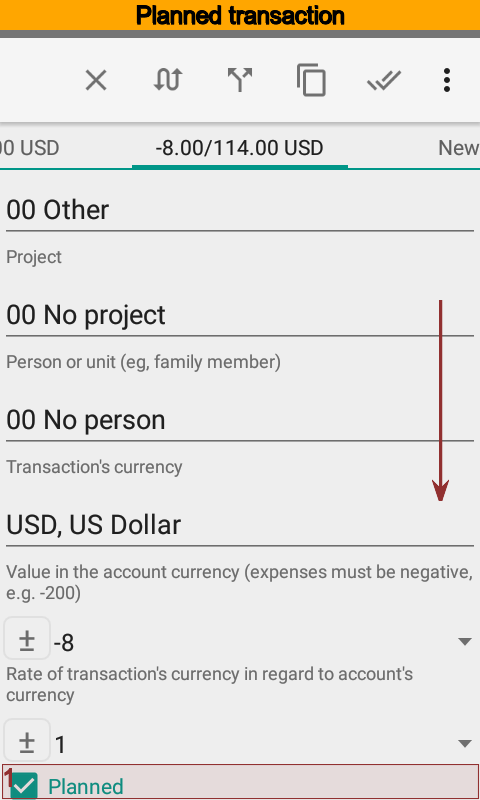 Planned transaction
00 USD
-8.00/114.00 USD
New
00 Other
Project
00 No project
Person or unit (eg, family member)
00 No person
Transaction's currency
USD, US Dollar
Value in the account currency (expenses must be negative,
e.g. -200)
± -8
Rate of transaction's currency in regard to account's
currency
± 1
1
Planned